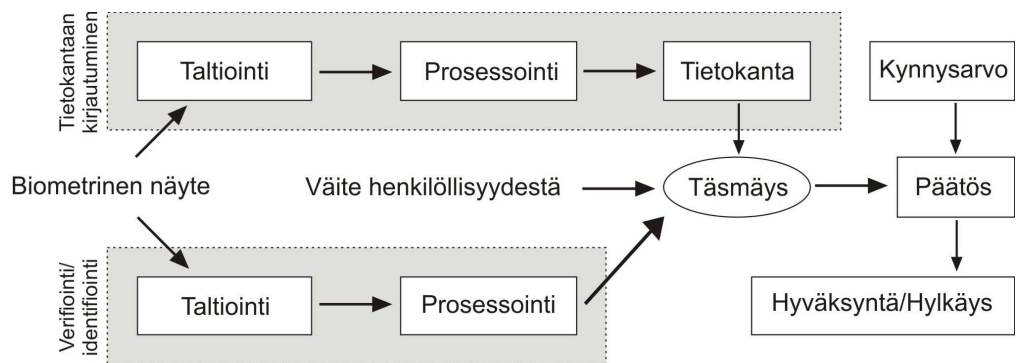 Tietokantaan
kirjautuminen
Taltiointi
Prosessointi
Tietokanta
Kynnysarvo
Biometrinen näyte
Väite henkilöllisyydestä
Täsmäys
Päätös
Verifiointi/
identifiointi
Taltiointi
Prosessointi
Hyväksyntä/Hylkäys